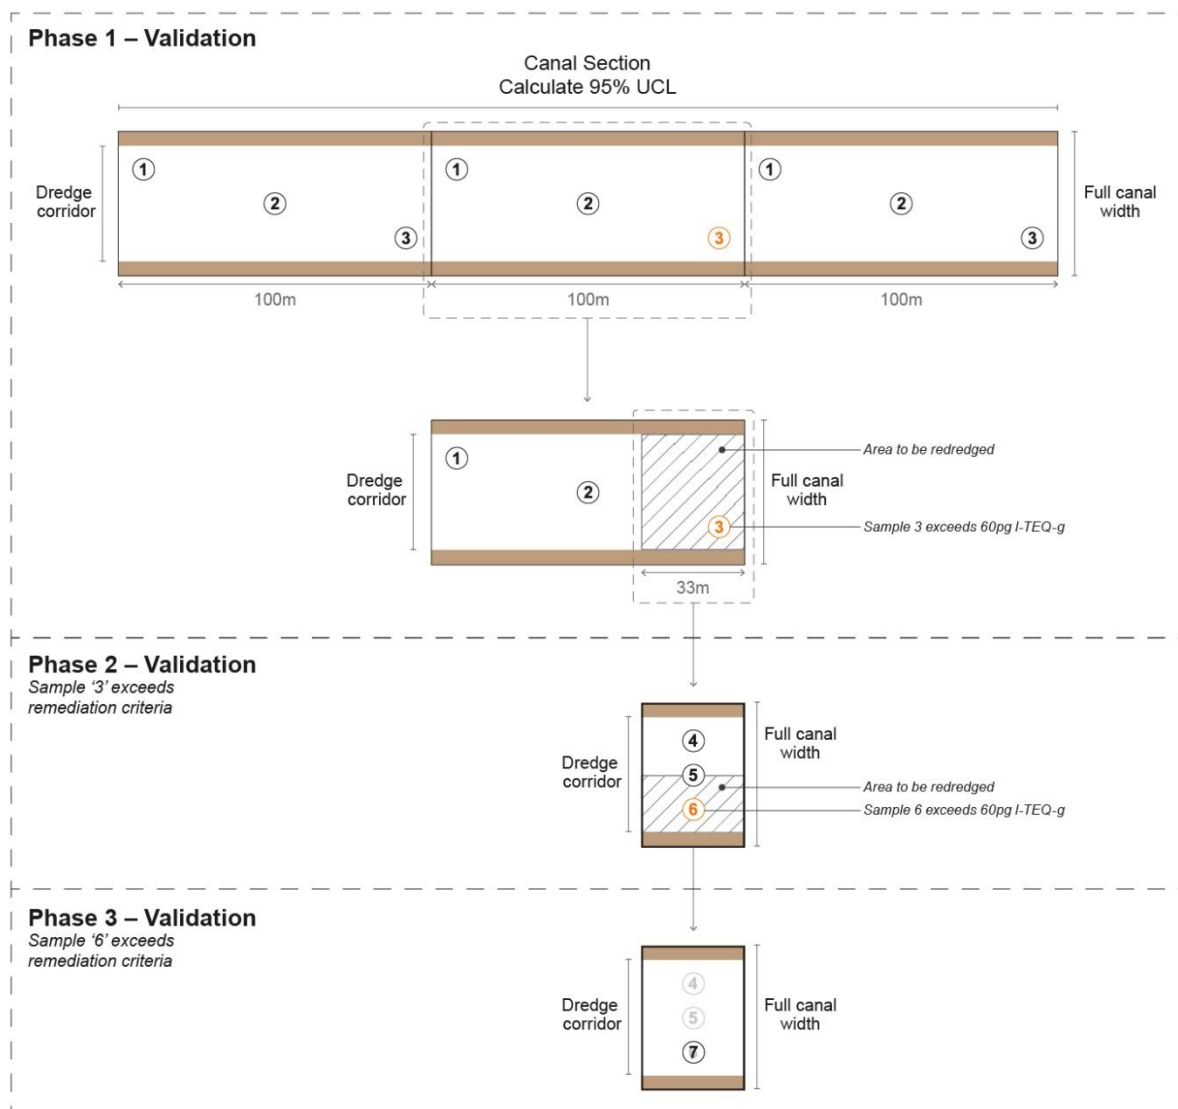 Phase 1 – Validation
Canal Section
Calculate 95% UCL
Dredge
corridor
1
2
3
1
2
3
1
2
3
Full canal
width
100m
100m
100m
Dredge
corridor
1
2
3
Full canal
width
Area to be redredged
Sample 3 exceeds 60pg I-TEQ-g
33m
Phase 2 – Validation
Sample ‘3’ exceeds
remediation criteria
Dredge
corridor
4
5
6
Full canal
width
Area to be redredged
Sample 6 exceeds 60pg I-TEQ-g
Phase 3 – Validation
Sample ‘6’ exceeds
remediation criteria
Dredge
corridor
4
5
7
Full canal
width